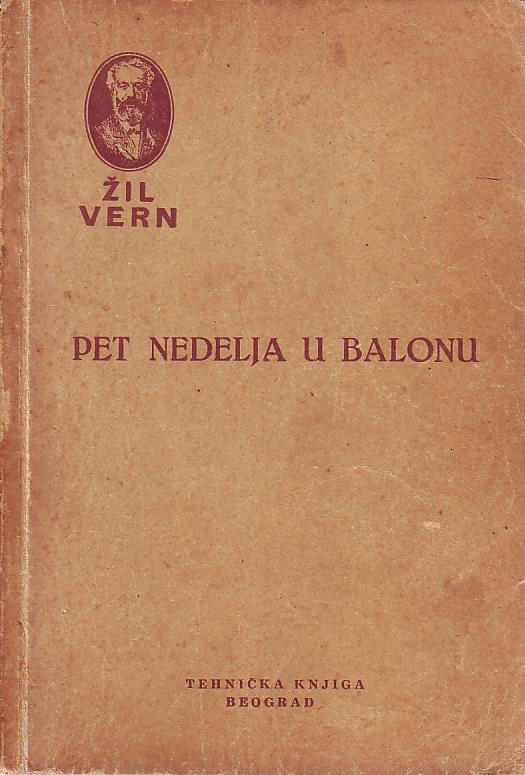 ŽIL
VERN
PET NEDELJA U BALONU
TEHNIČKA KNJIGA
BEOGRAD